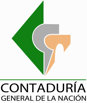 CONTADURÍA
GENERAL DE LA NACIÓN